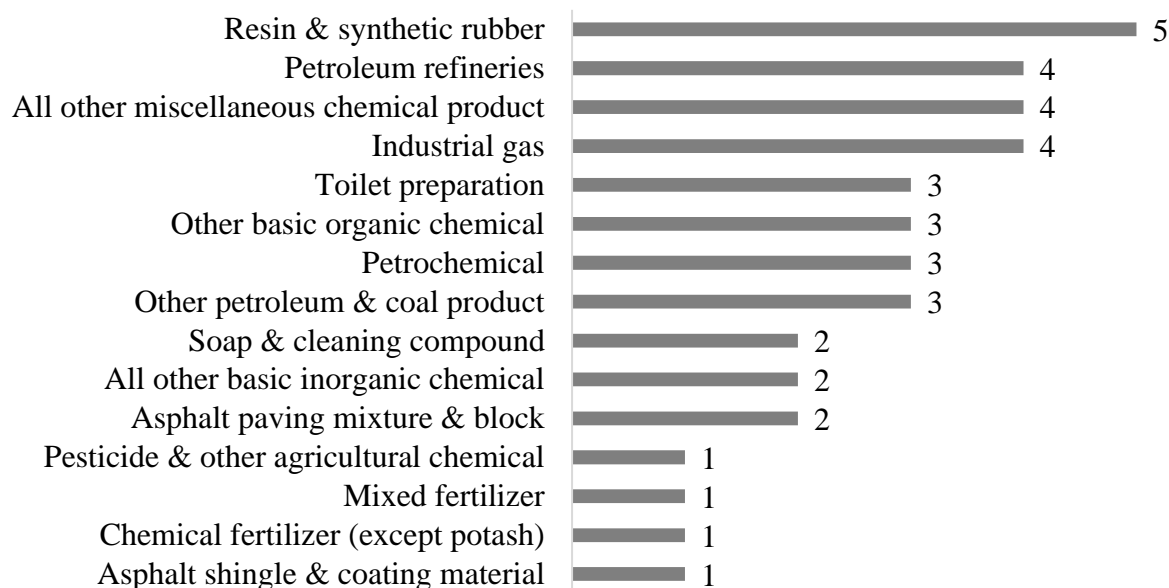 Resin & synthetic rubber 5
Petroleum refineries 4
All other miscellaneous chemical product 4
Industrial gas 4
Toilet preparation 3
Other basic organic chemical 3
Petrochemical 3
Other petroleum & coal product 3
Soap & cleaning compound 2
All other basic inorganic chemical 2
Asphalt paving mixture & block 2
Pesticide & other agricultural chemical 1
Mixed fertilizer 1
Chemical fertilizer (except potash) 1
Asphalt shingle & coating material 1